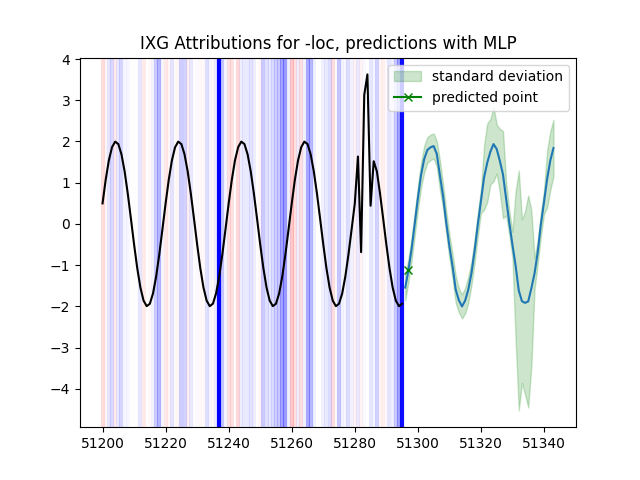 IXG Attributions for -loc, predictions with MLP
standard deviation
predicted point
4
3
2
1
0
−1
−2
−3
−4
51200 51220 51240 51260 51280 51300 51320 51340